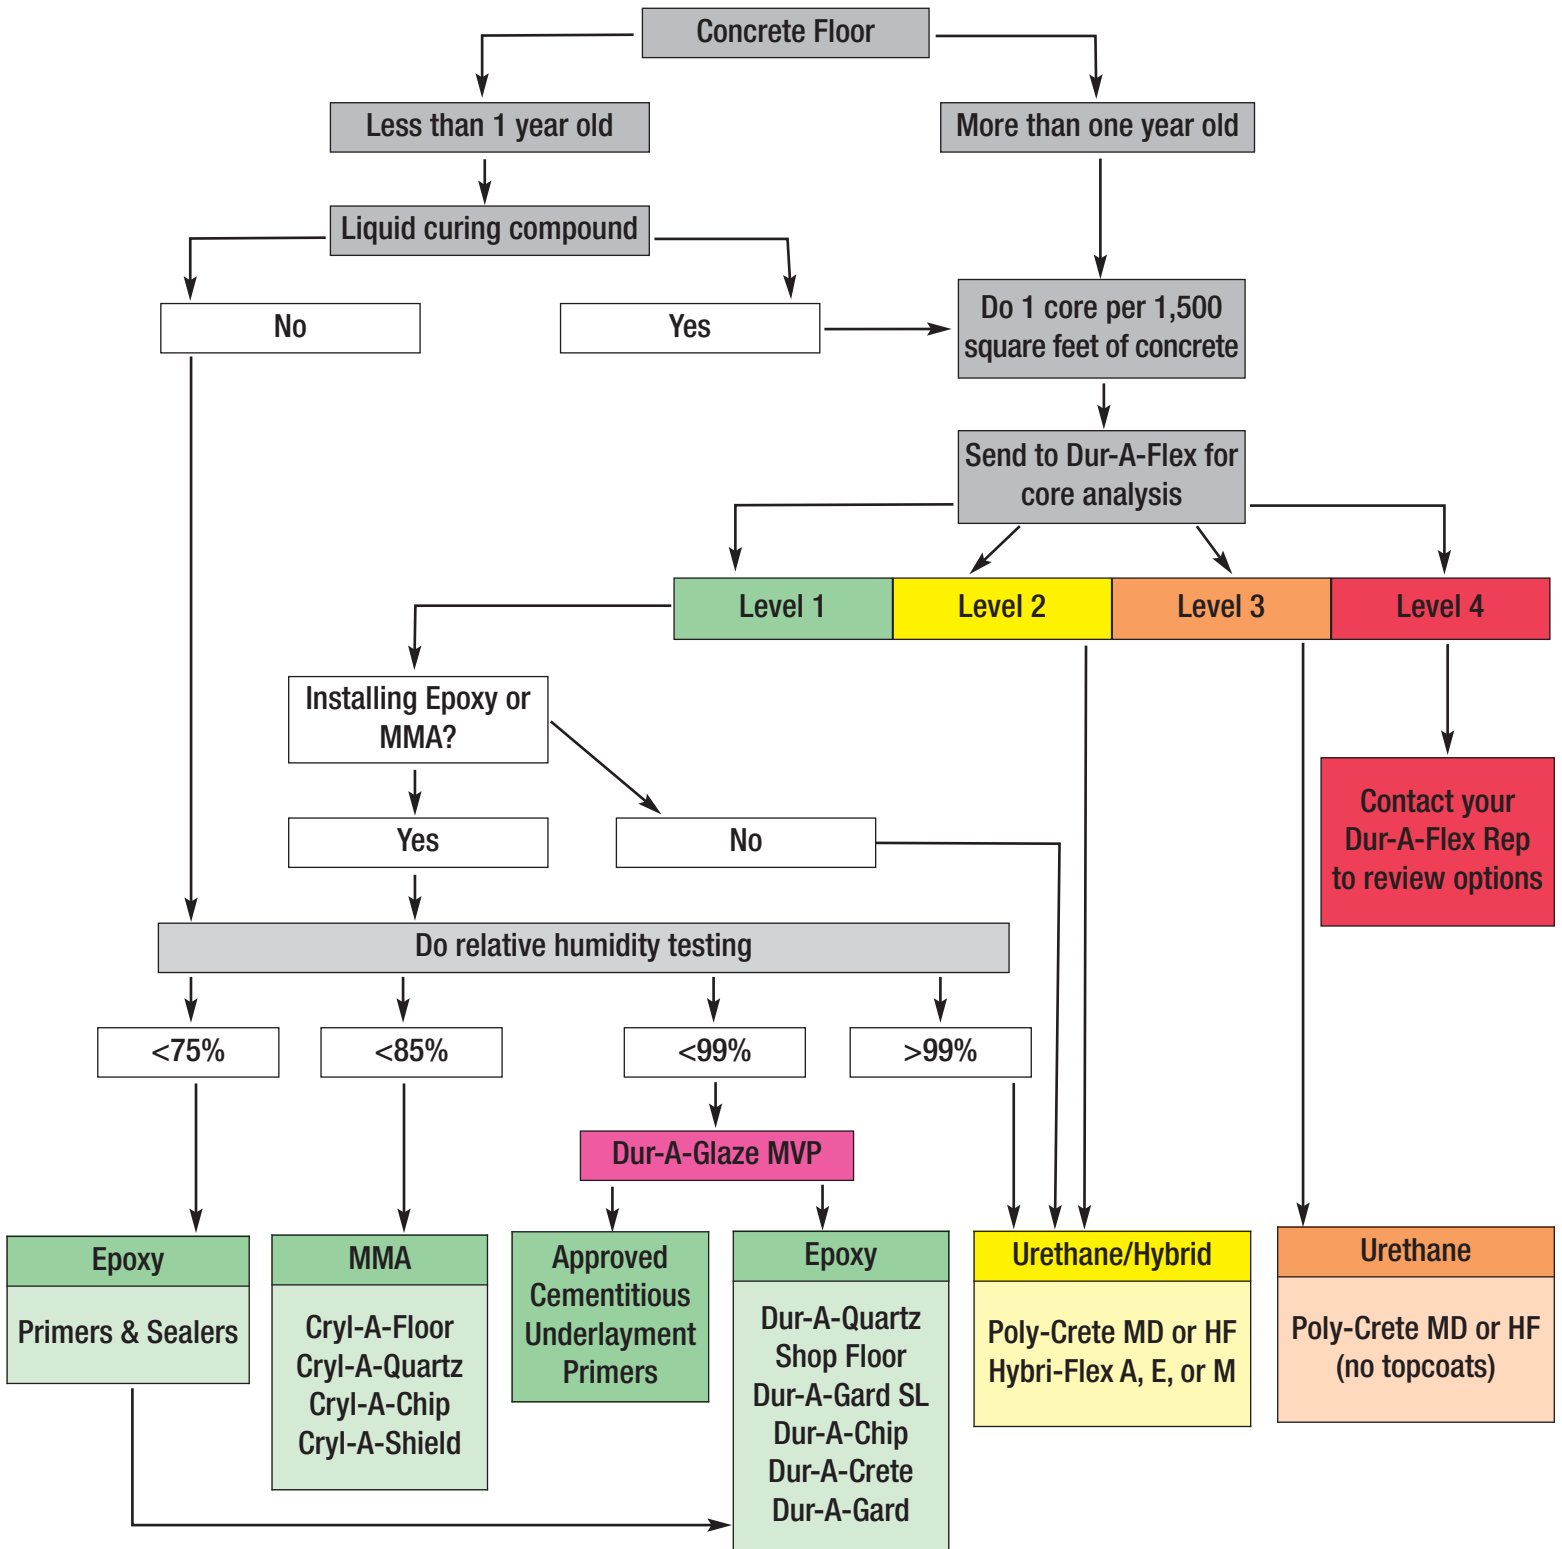 Concrete Floor
Less than 1 year old
More than one year old
Liquid curing compound
No
Yes
Do 1 core per 1,500
square feet of concrete
Send to Dur-A-Flex for
core analysis
Level 1
Level 2
Level 3
Level 4
Installing Epoxy or
MMA?
Yes
No
Contact your
Dur-A-Flex Rep
to review options
Do relative humidity testing
<75%
<85%
<99%
>99%
Dur-A-Glaze MVP
Epoxy
Primers & Sealers
MMA
Cryl-A-Floor
Cryl-A-Quartz
Cryl-A-Chip
Cryl-A-Shield
Approved
Cementitious
Underlayment
Primers
Epoxy
Dur-A-Quartz
Shop Floor
Dur-A-Gard SL
Dur-A-Chip
Dur-A-Crete
Dur-A-Gard
Urethane/Hybrid
Poly-Crete MD or HF
Hybri-Flex A, E, or M
Urethane
Poly-Crete MD or HF
(no topcoats)